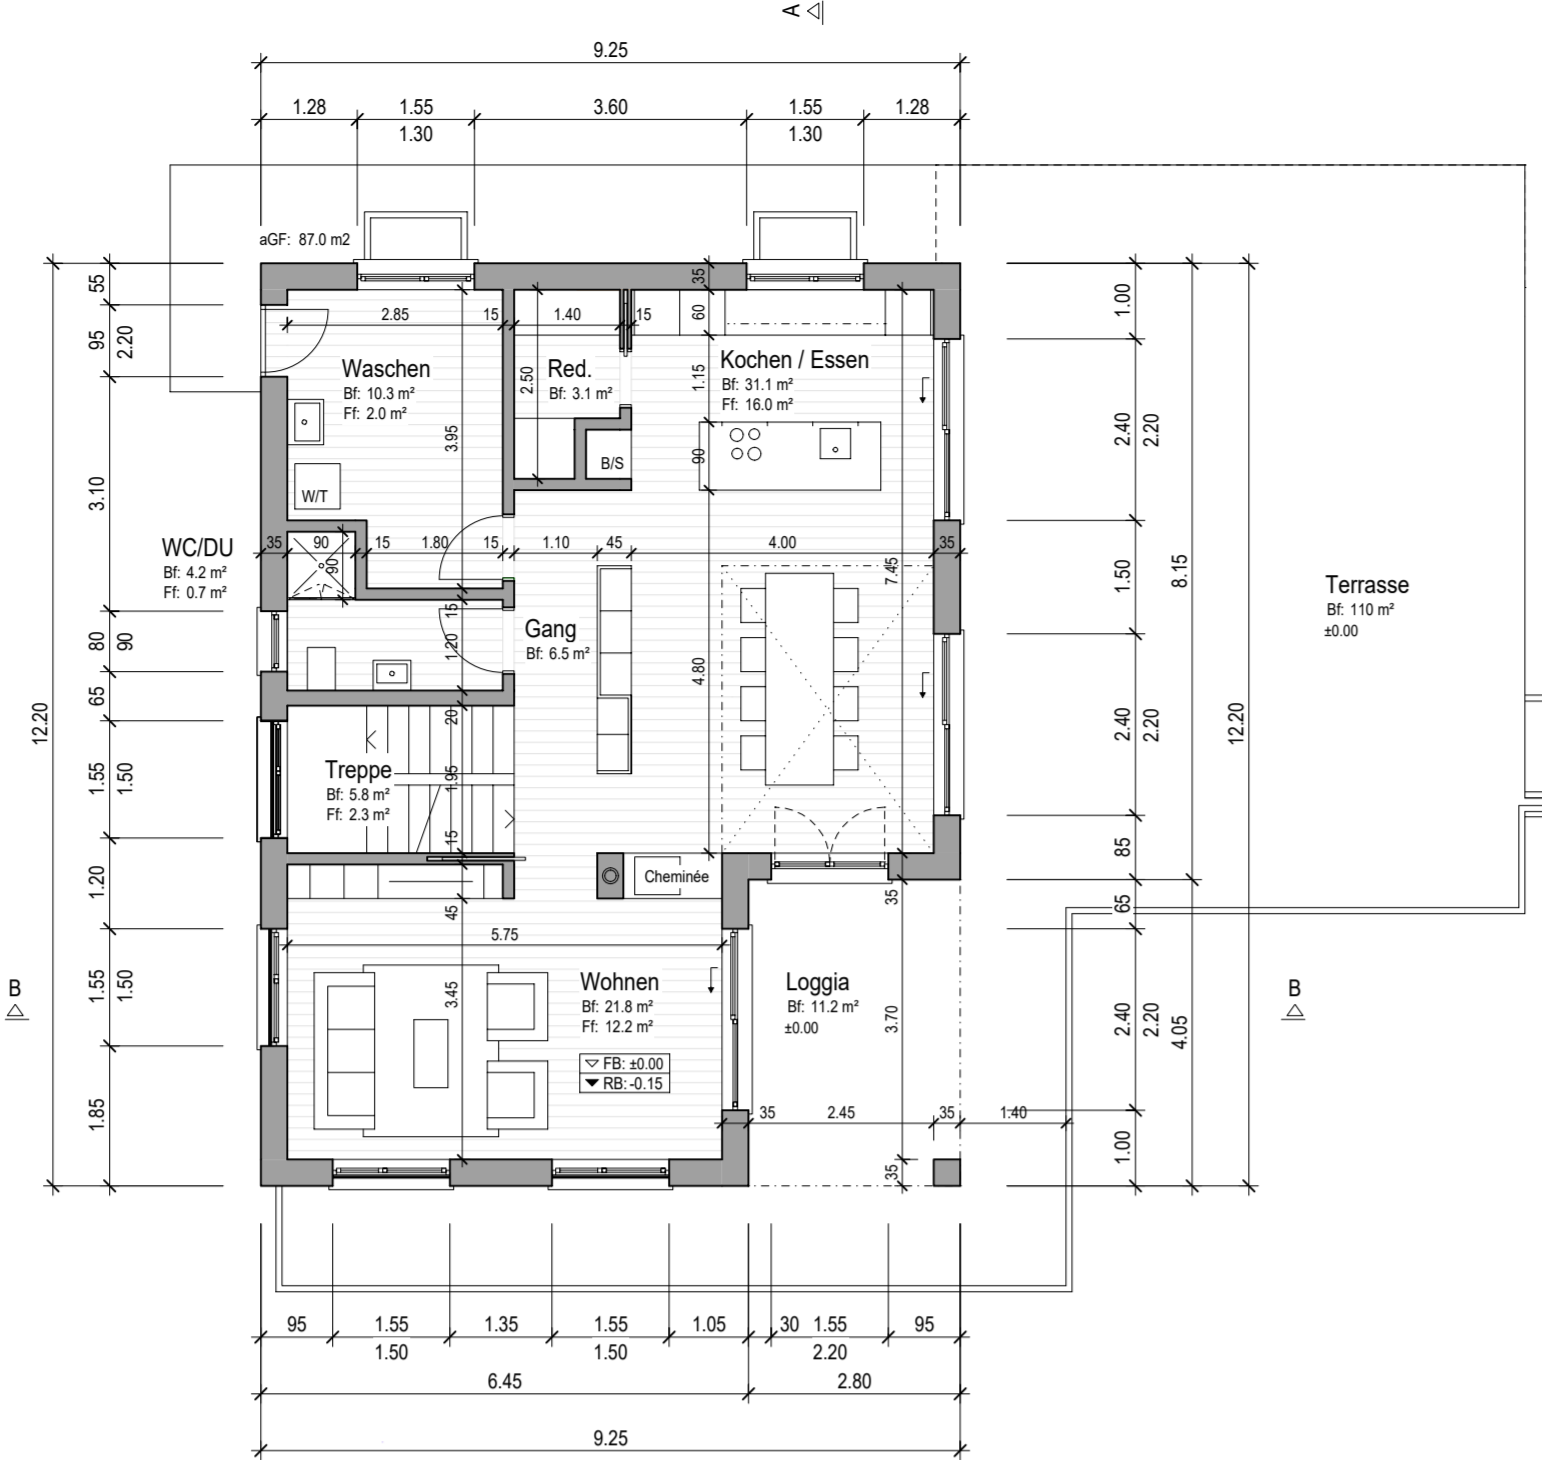 A
9.25
1.28 1.55 3.60 1.55 1.28
1.30 1.30
aGF: 87.0 m2
55
95
2.20
3.10
80
90
65
1.55
1.50
1.20
1.55
1.50
1.85
12.20
35
60
1.15
90
4.80
2.85 15 1.40 15
Waschen
Bf: 10.3 m²
Ff: 2.0 m²
3.95
2.50
Red.
Bf: 3.1 m²
Kochen / Essen
Bf: 31.1 m²
Ff: 16.0 m²
B/S
W/T
WC/DU
Bf: 4.2 m²
Ff: 0.7 m²
35 90 15 1.80 15 1.10 45 4.00 35
90
7.45
15
1.20
Gang
Bf: 6.5 m²
20
1.95
15
Treppe
Bf: 5.8 m²
Ff: 2.3 m²
Cheminée
45
3.45
5.75
Wohnen
Bf: 21.8 m²
Ff: 12.2 m²
FB: ±0.00
RB: -0.15
Loggia
Bf: 11.2 m²
±0.00
35
3.70
35
35 2.45 35 1.40
Terrasse
Bf: 110 m²
±0.00
1.00
2.40
2.20
1.50
2.40
2.20
85
65
2.40
2.20
1.00
8.15
4.05
12.20
B
B
95 1.55 1.35 1.55 1.05 30 1.55 95
1.50 1.50 2.20
6.45 2.80
9.25